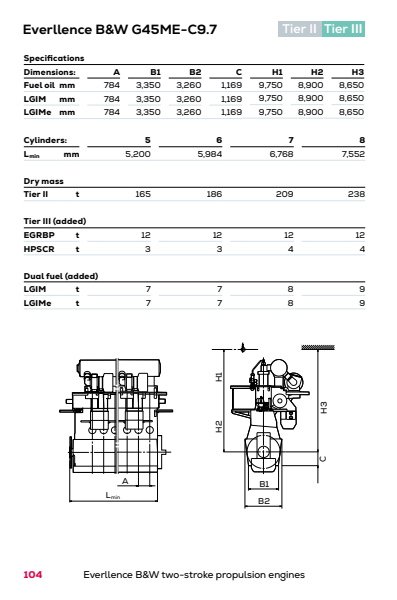 Everllence B&W G45ME-C9.7
Tier II Tier III
Specifications
Dimensions: A B1 B2 C H1 H2 H3
Fuel oil mm 784 3,350 3,260 1,169 9,750 8,900 8,650
LGIM mm 784 3,350 3,260 1,169 9,750 8,900 8,650
LGIMe mm 784 3,350 3,260 1,169 9,750 8,900 8,650
Cylinders: 5 6 7 8
Lmin mm 5,200 5,984 6,768 7,552
Dry mass
Tier II t 165 186 209 238
Tier III (added)
EGRBP t 12 12 12 12
HPSCR t 3 3 4 4
Dual fuel (added)
LGIM t 7 7 8 9
LGIMe t 7 7 8 9
H1
H2
H3
A
Lmin
C
B1
B2
104 Everllence B&W two-stroke propulsion engines